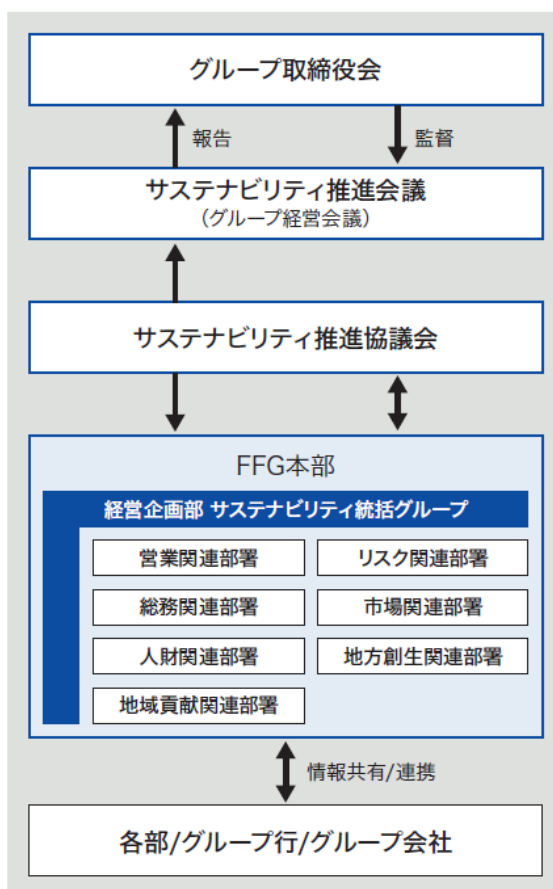 グループ取締役会
報告
監督
サステナビリティ推進会議
（グループ経営会議）
サステナビリティ推進協議会
FFG本部
経営企画部 サステナビリティ統括グループ
営業関連部署
リスク関連部署
総務関連部署
市場関連部署
人財関連部署
地方創生関連部署
地域貢献関連部署
情報共有/連携
各部/グループ行/グループ会社